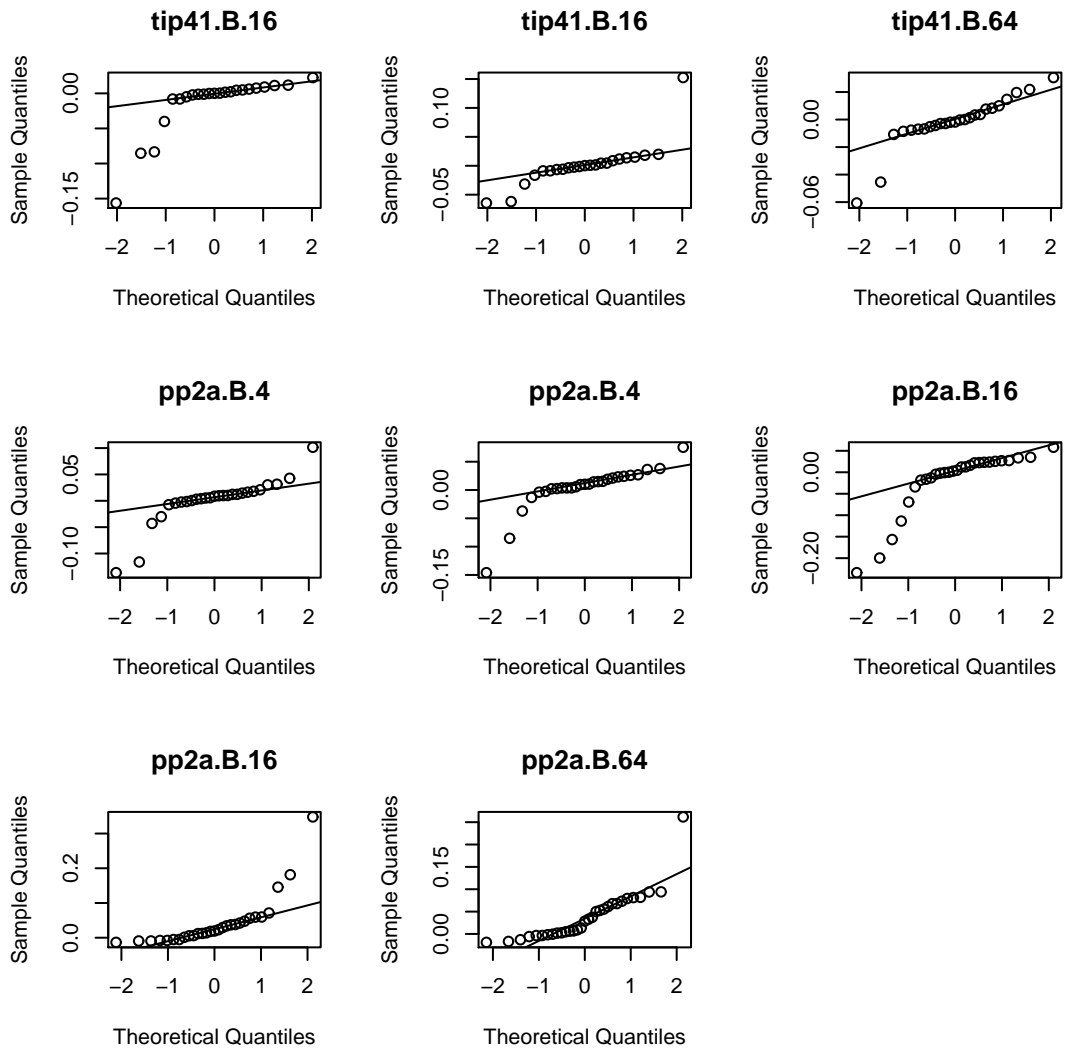 tip41.B.16
Sample Quantiles
0.00
−0.15
−2 −1 0 1 2
Theoretical Quantiles
tip41.B.16
Sample Quantiles
0.10
−0.05
−2 −1 0 1 2
Theoretical Quantiles
tip41.B.64
Sample Quantiles
0.00
−0.06
−2 −1 0 1 2
Theoretical Quantiles
pp2a.B.4
Sample Quantiles
0.05
−0.10
−2 −1 0 1 2
Theoretical Quantiles
pp2a.B.4
Sample Quantiles
0.00
−0.15
−2 −1 0 1 2
Theoretical Quantiles
pp2a.B.16
Sample Quantiles
0.00
−0.20
−2 −1 0 1 2
Theoretical Quantiles
pp2a.B.16
Sample Quantiles
0.2
0.0
−2 −1 0 1 2
Theoretical Quantiles
pp2a.B.64
Sample Quantiles
0.15
0.00
−2 −1 0 1 2
Theoretical Quantiles